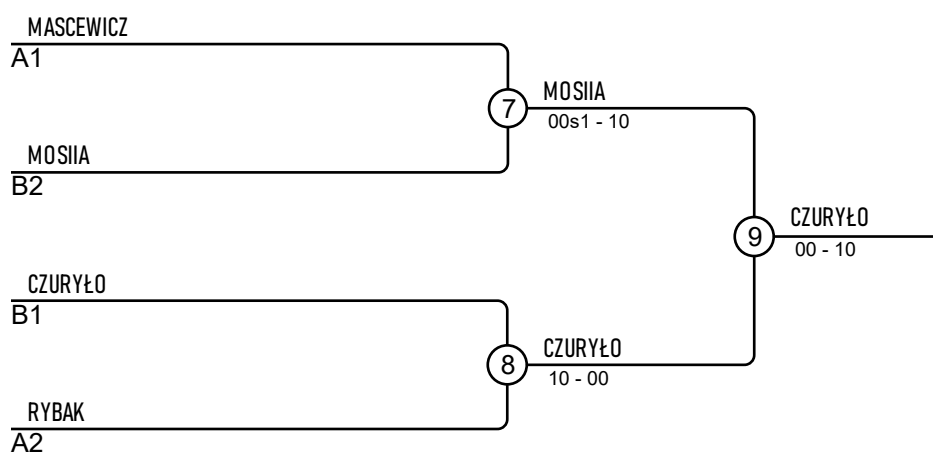 MASCEWICZ
A1
7
MOSIIA
00s1 - 10
MOSIIA
B2
9
CZURYŁO
00 - 10
CZURYŁO
B1
8
CZURYŁO
10 - 00
RYBAK
A2